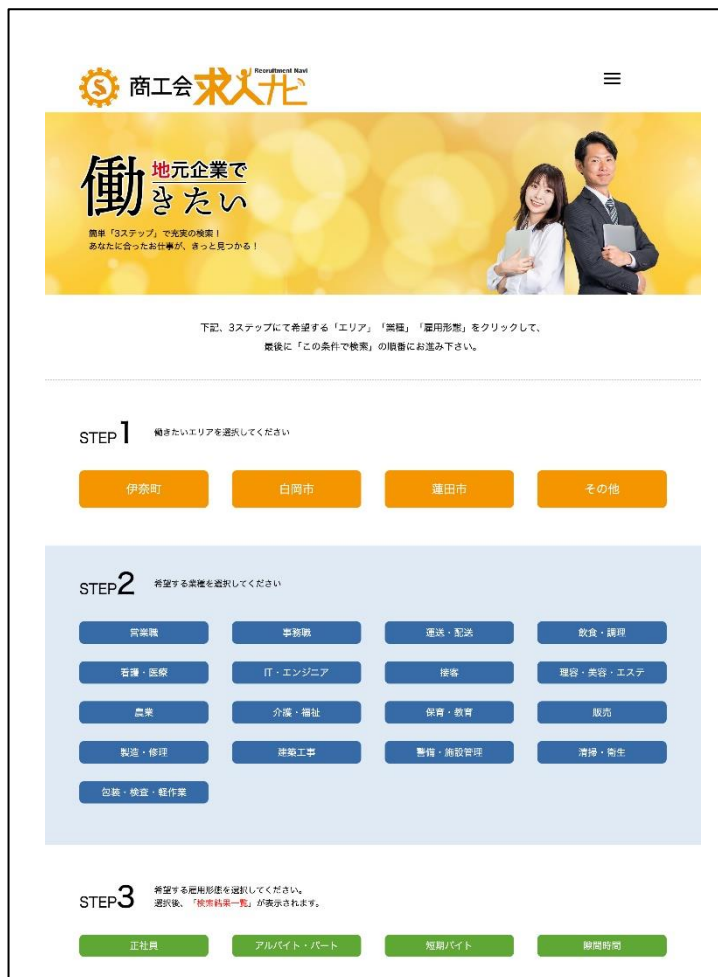 Recruitment Navi
商工会求人ナビ
地元企業で
働きたい
簡単「3ステップ」で充実の検索！
あなたに合ったお仕事が、きっと見つかる！
下記、3ステップにて希望する「エリア」「業種」「雇用形態」をクリックして、
最後に「この条件で検索」の順番にお進み下さい。
STEP1 働きたいエリアを選択してください
伊奈町 白岡市 蓮田市 その他
STEP2 希望する業種を選択してください
営業職 事務職 運送・配送 飲食・調理
看護・医療 IT・エンジニア 接客 理容・美容・エステ
農業 介護・福祉 保育・教育 販売
製造・修理 建築工事 警備・施設管理 清掃・衛生
包装・検査・軽作業
STEP3 希望する雇用形態を選択してください。
選択後、「検索結果一覧」が表示されます。
正社員 アルバイト・パート 短期バイト 隙間時間